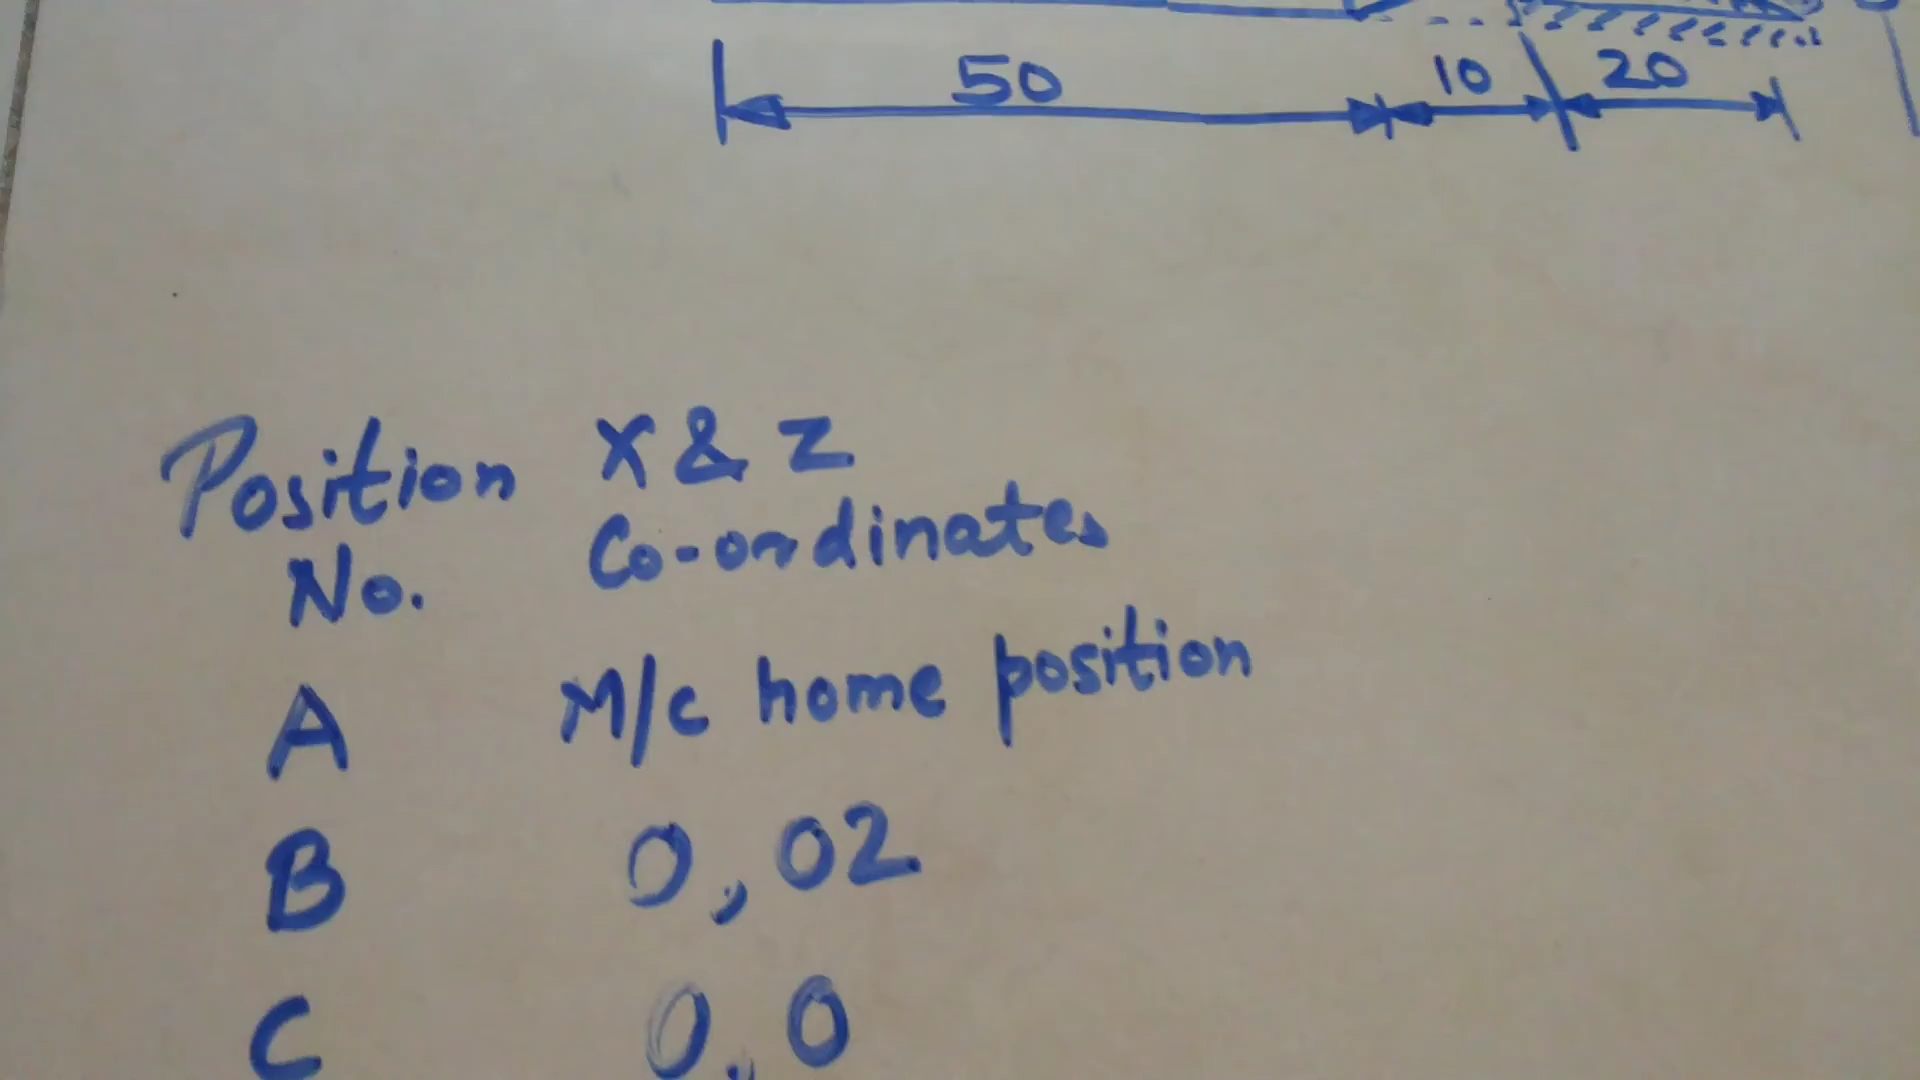 50 10 20
Position X & Z
No. Co-ordinates
A M/c home position
B 0, 02
C 0, 0